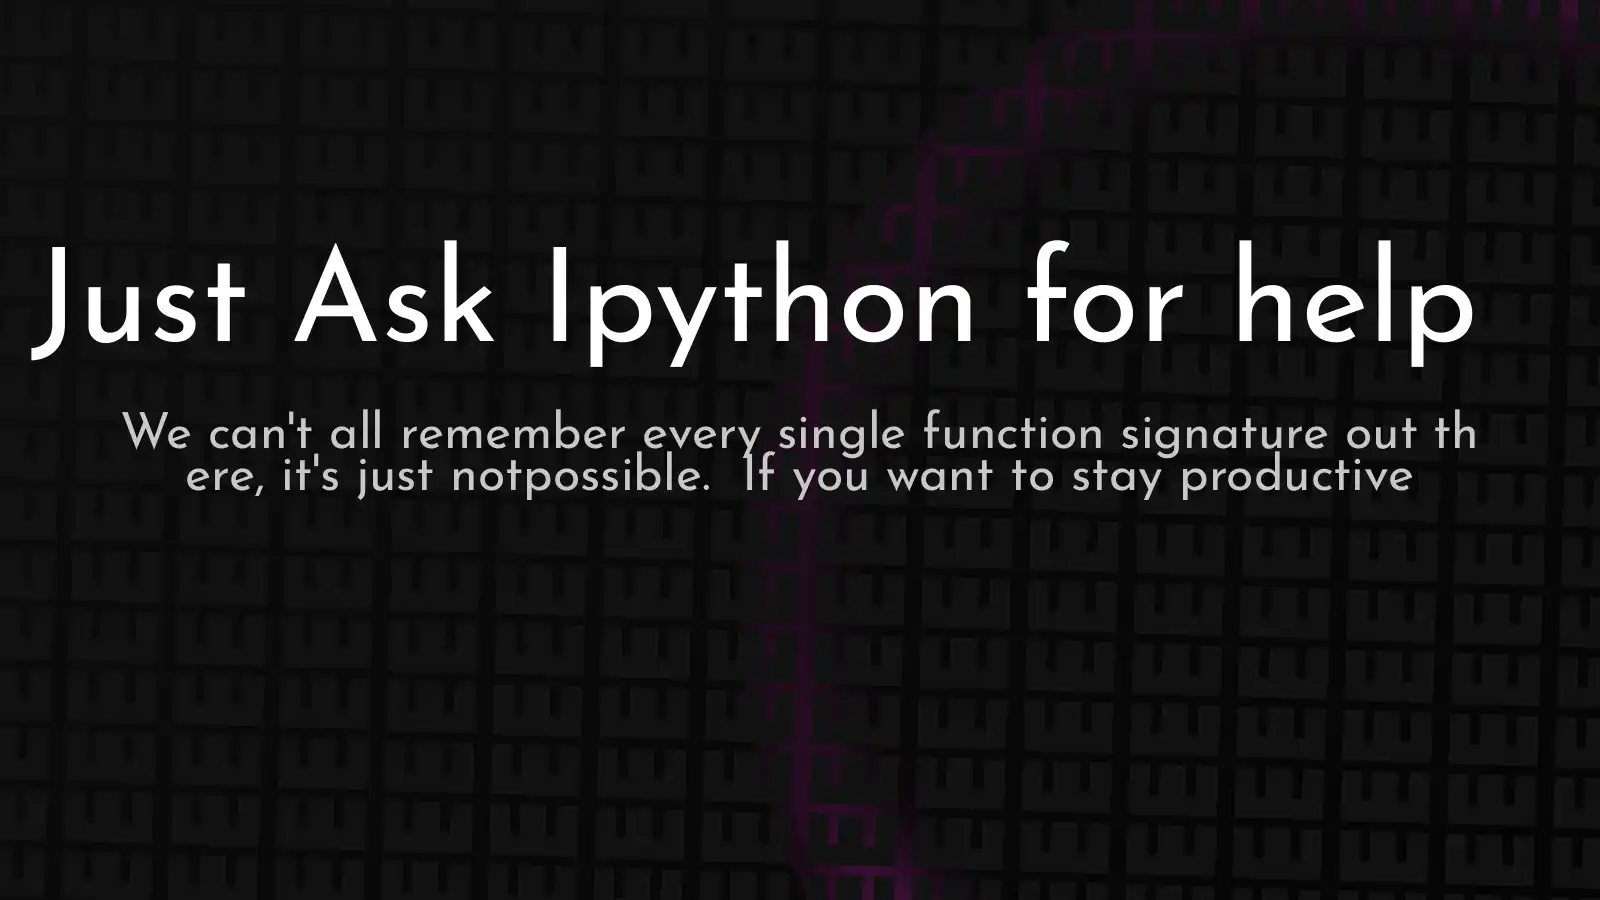 Just Ask Ipython for help
We can't all remember every single function signature out th
ere, it's just notpossible.  If you want to stay productive